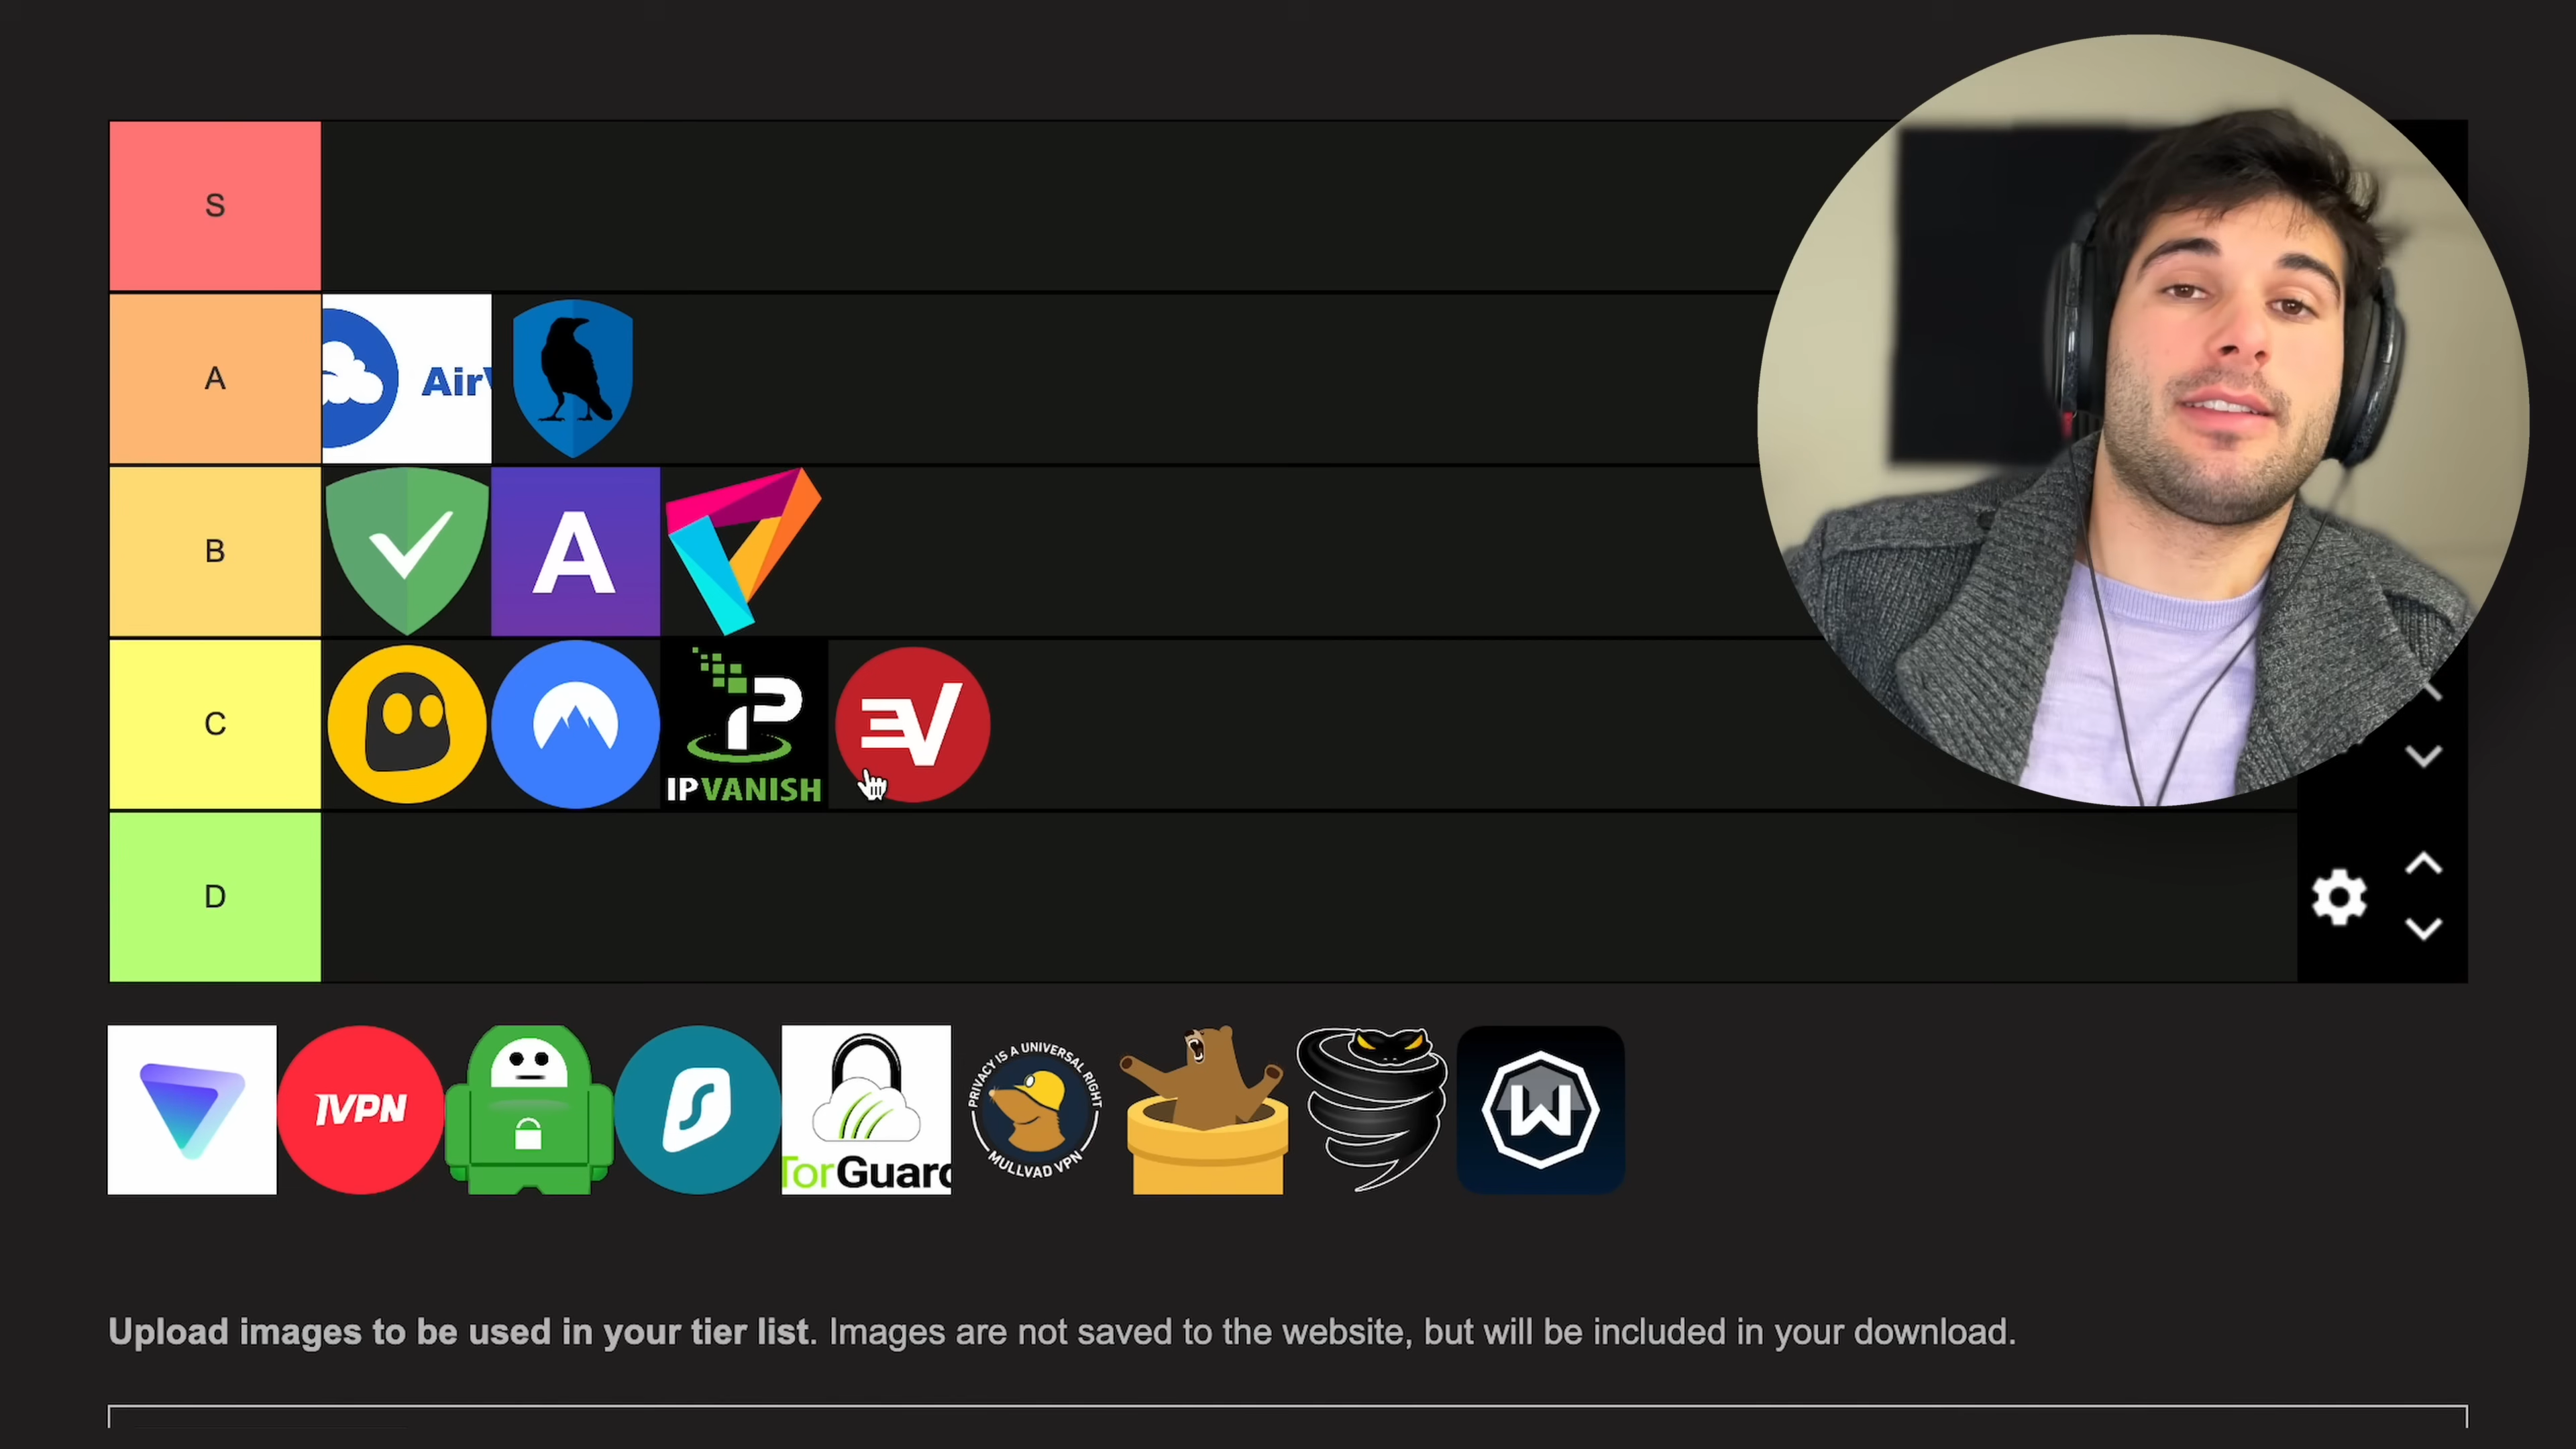 S
A
Air
B
A
C
IPVANISH
EV
D
IVPN
TorGuard
PRIVACY IS A UNIVERSAL RIGHT
MULLVAD VPN
W
Upload images to be used in your tier list. Images are not saved to the website, but will be included in your download.